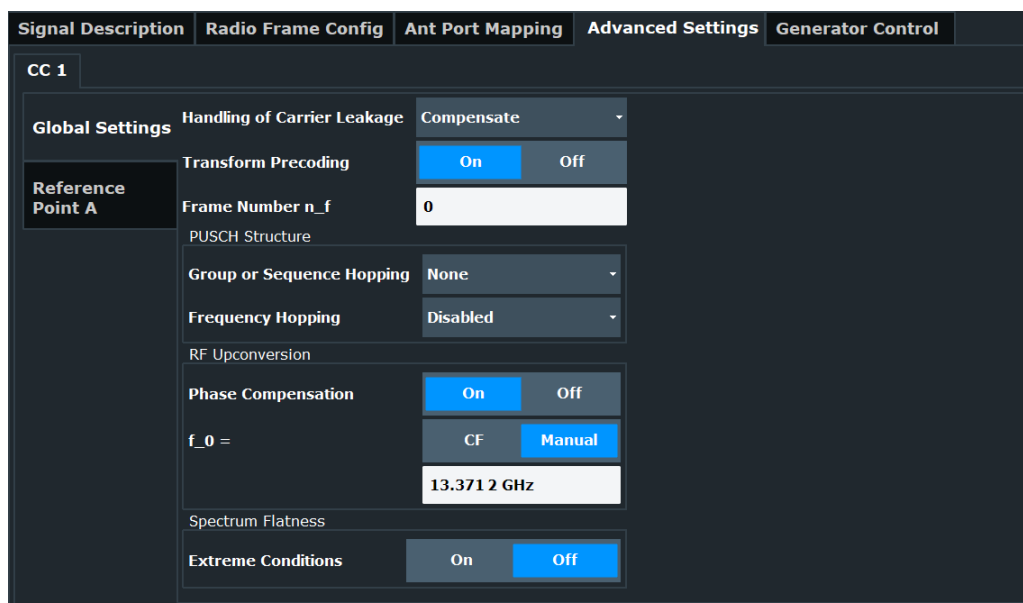 Signal Description Radio Frame Config Ant Port Mapping Advanced Settings Generator Control
CC 1
Global Settings
Reference
Point A
Handling of Carrier Leakage Compensate
Transform Precoding On Off
Frame Number n_f 0
PUSCH Structure
Group or Sequence Hopping None
Frequency Hopping Disabled
RF Upconversion
Phase Compensation On Off
f_0 = CF Manual
13.371 2 GHz
Spectrum Flatness
Extreme Conditions On Off